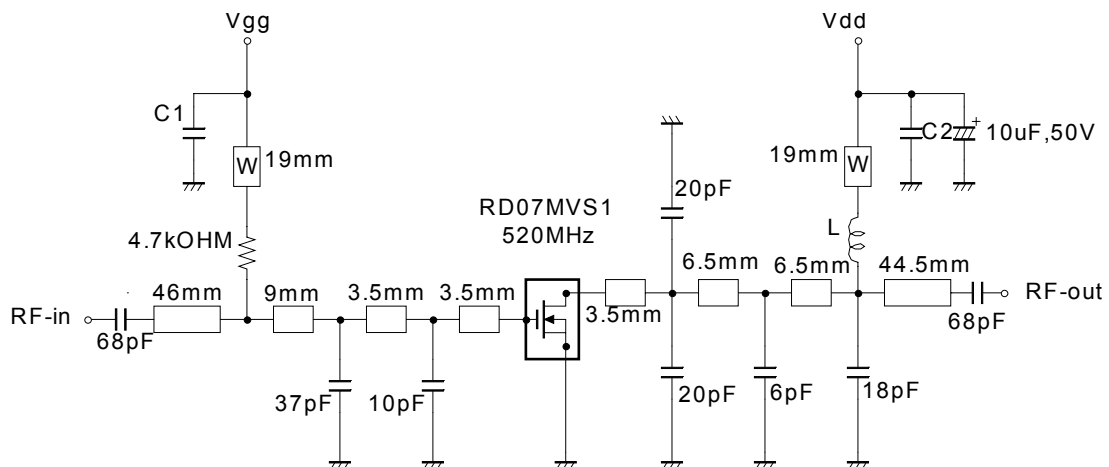 Vgg
Vdd
C1
W
19mm
C2
+
10uF,50V
19mm
W
20pF
RD07MVS1
520MHz
4.7kOHM
L
46mm
9mm
3.5mm
3.5mm
3.5mm
6.5mm
6.5mm
44.5mm
RF-in
68pF
RF-out
68pF
37pF
10pF
20pF
6pF
18pF